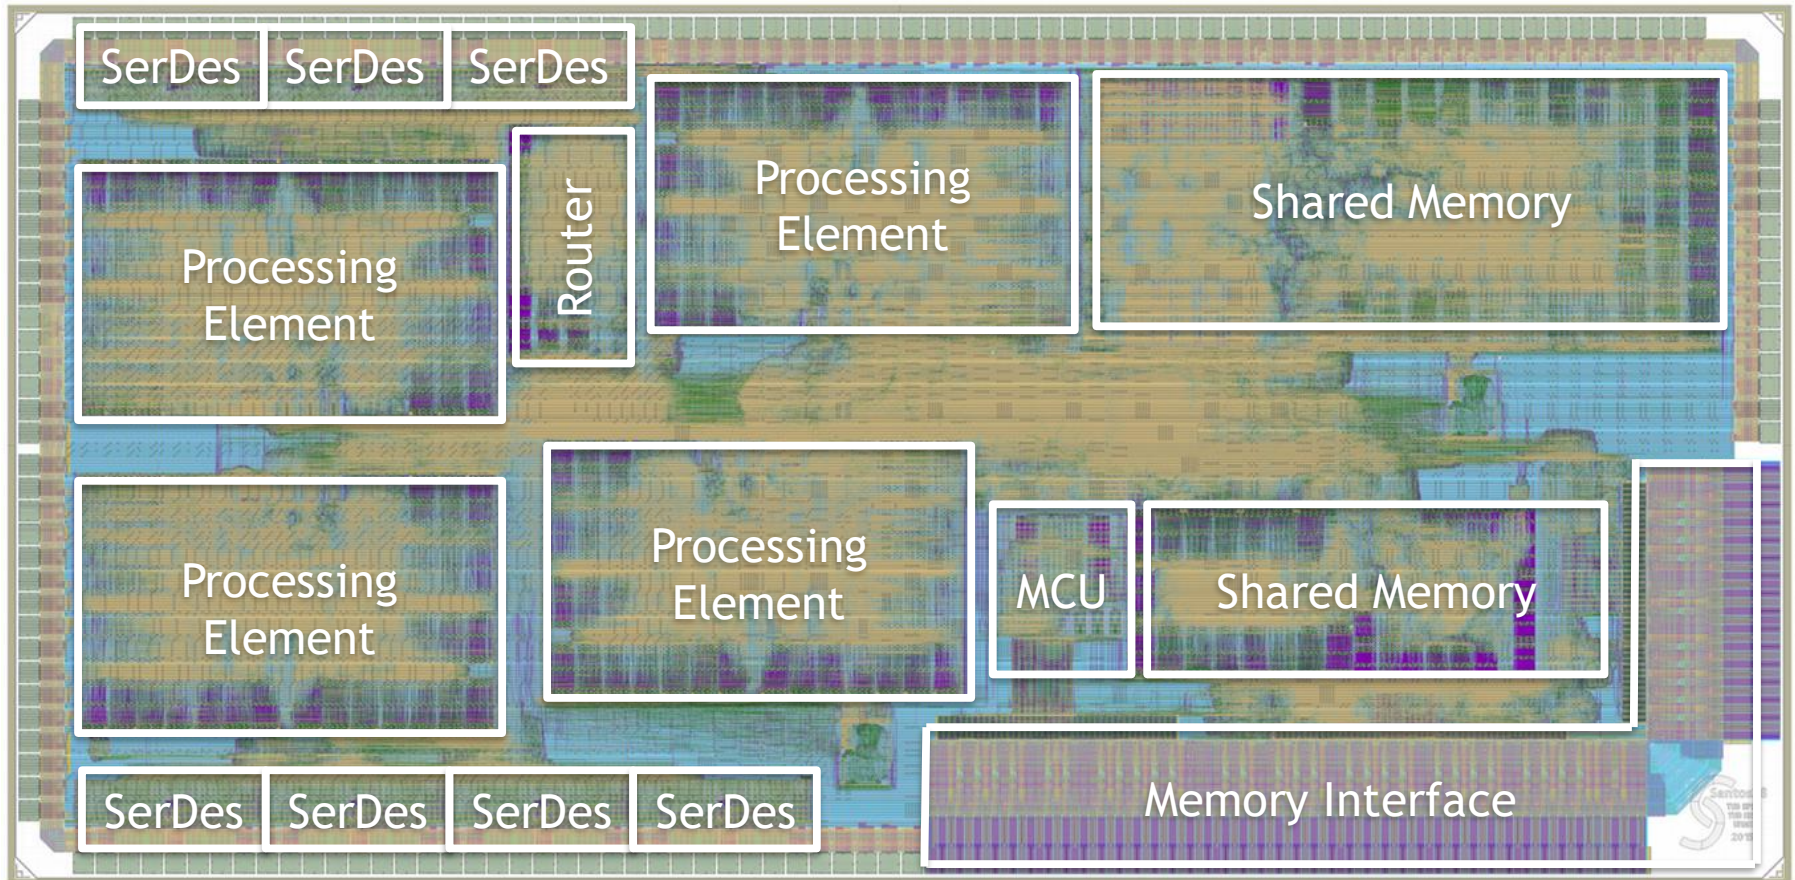 SerDes SerDes SerDes
Processing
Element
Router
Processing
Element
Shared Memory
Processing
Element
Processing
Element
MCU
Shared Memory
SerDes SerDes SerDes SerDes
Memory Interface